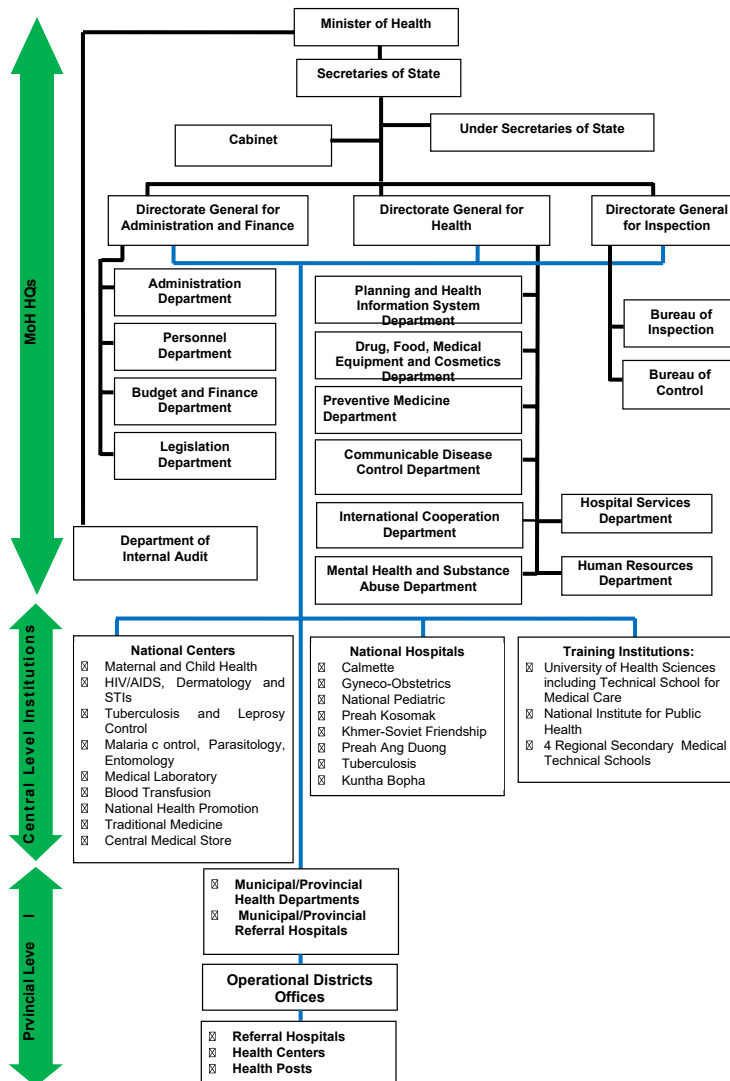 Minister of Health
Secretaries of State
Cabinet
Under Secretaries of State
Directorate General for
Administration and Finance
Directorate General for
Health
Directorate General
for Inspection
MoH HQs
Administration
Department
Personnel
Department
Budget and Finance
Department
Legislation
Department
Department of
Internal Audit
Planning and Health
Information System
Department
Drug, Food, Medical
Equipment and Cosmetics
Department
Preventive Medicine
Department
Communicable Disease
Control Department
International Cooperation
Department
Mental Health and Substance
Abuse Department
Hospital Services
Department
Human Resources
Department
Bureau of
Inspection
Bureau of
Control
Central Level Institutions
National Centers
Maternal and Child Health
HIV/AIDS, Dermatology and
STIs
Tuberculosis and Leprosy
Control
Malaria c ontrol, Parasitology,
Entomology
Medical Laboratory
Blood Transfusion
National Health Promotion
Traditional Medicine
Central Medical Store
National Hospitals
Calmette
Gyneco-Obstetrics
National Pediatric
Preah Kosomak
Khmer-Soviet Friendship
Preah Ang Duong
Tuberculosis
Kuntha Bopha
Training Institutions:
University of Health Sciences
including Technical School for
Medical Care
National Institute for Public
Health
4 Regional Secondary Medical
Technical Schools
Prvincial Leve l
Municipal/Provincial
Health Departments
Municipal/Provincial
Referral Hospitals
Operational Districts
Offices
Referral Hospitals
Health Centers
Health Posts